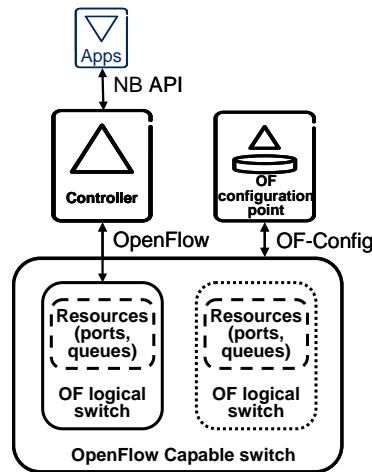 Apps
NB API
Controller
OF
configuration
point
OpenFlow
OF-Config
Resources
(ports,
queues)
OF logical
switch
Resources
(ports,
queues)
OF logical
switch
OpenFlow Capable switch